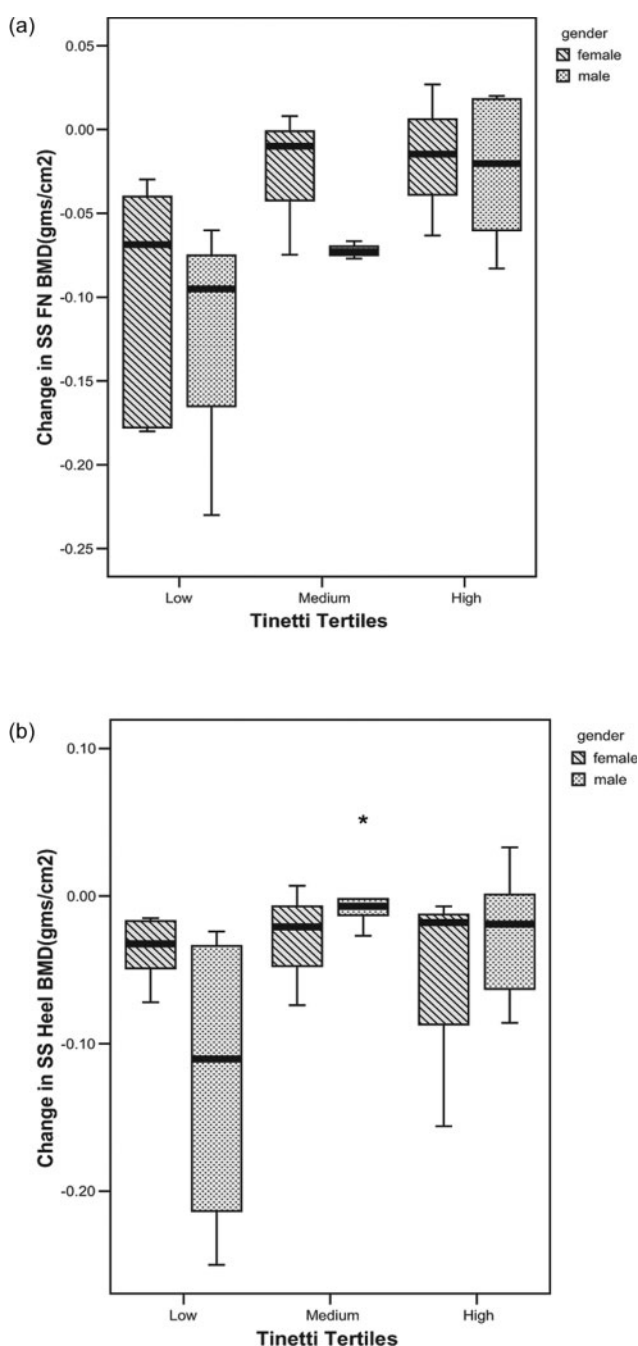 (a)
gender
female
male
0.05
0.00
-0.05
-0.10
-0.15
-0.20
-0.25
Change in SS FN BMD(gms/cm2)
Low Medium High
Tinetti Tertiles
(b)
gender
female
male
0.10
0.00
-0.10
-0.20
*
Change in SS Heel BMD(gms/cm2)
Low Medium High
Tinetti Tertiles